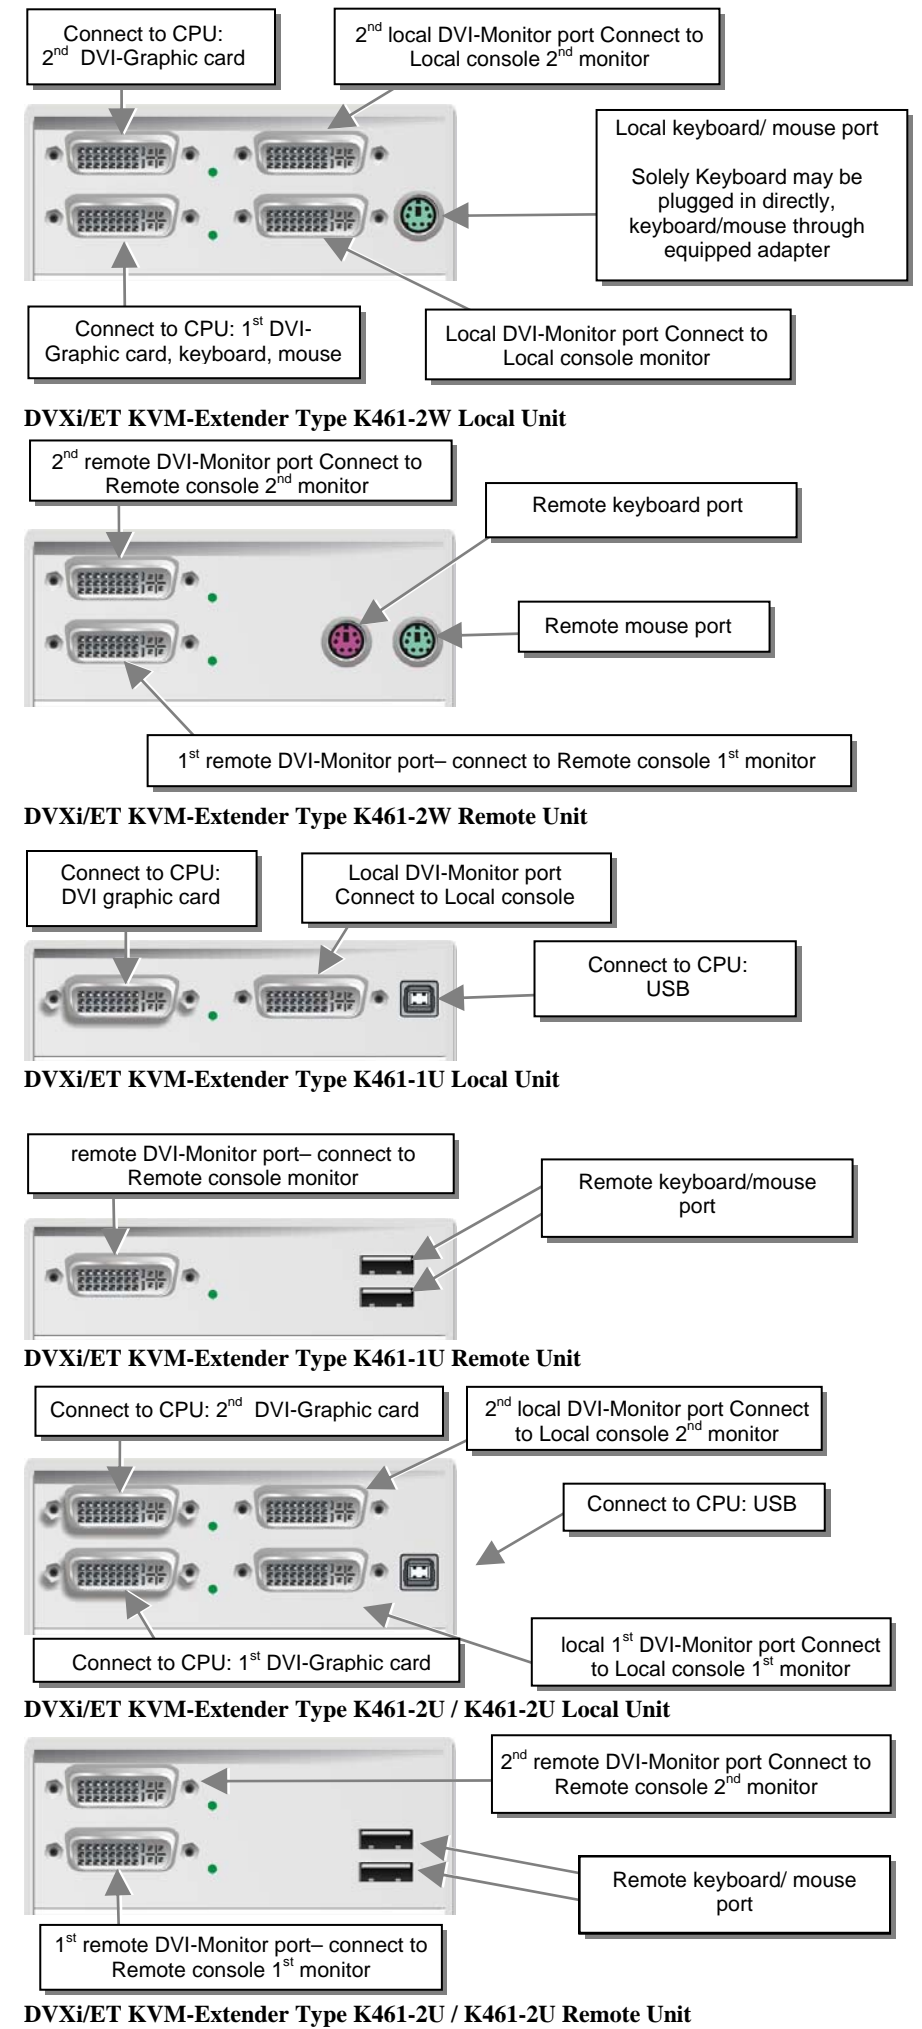 Connect to CPU:
2nd DVI-Graphic card
2nd local DVI-Monitor port Connect to
Local console 2nd monitor
Local keyboard/ mouse port
Solely Keyboard may be
plugged in directly,
keyboard/mouse through
equipped adapter
Connect to CPU: 1st DVI-
Graphic card, keyboard, mouse
Local DVI-Monitor port Connect to
Local console monitor
DVXi/ET KVM-Extender Type K461-2W Local Unit
2nd remote DVI-Monitor port Connect to
Remote console 2nd monitor
Remote keyboard port
Remote mouse port
1st remote DVI-Monitor port– connect to Remote console 1st monitor
DVXi/ET KVM-Extender Type K461-2W Remote Unit
Connect to CPU:
DVI graphic card
Local DVI-Monitor port
Connect to Local console
Connect to CPU:
USB
DVXi/ET KVM-Extender Type K461-1U Local Unit
remote DVI-Monitor port– connect to
Remote console monitor
Remote keyboard/mouse
port
DVXi/ET KVM-Extender Type K461-1U Remote Unit
Connect to CPU: 2nd DVI-Graphic card
2nd local DVI-Monitor port Connect
to Local console 2nd monitor
Connect to CPU: USB
Connect to CPU: 1st DVI-Graphic card
local 1st DVI-Monitor port Connect
to Local console 1st monitor
DVXi/ET KVM-Extender Type K461-2U / K461-2U Local Unit
2nd remote DVI-Monitor port Connect to
Remote console 2nd monitor
Remote keyboard/ mouse
port
1st remote DVI-Monitor port– connect to
Remote console 1st monitor
DVXi/ET KVM-Extender Type K461-2U / K461-2U Remote Unit